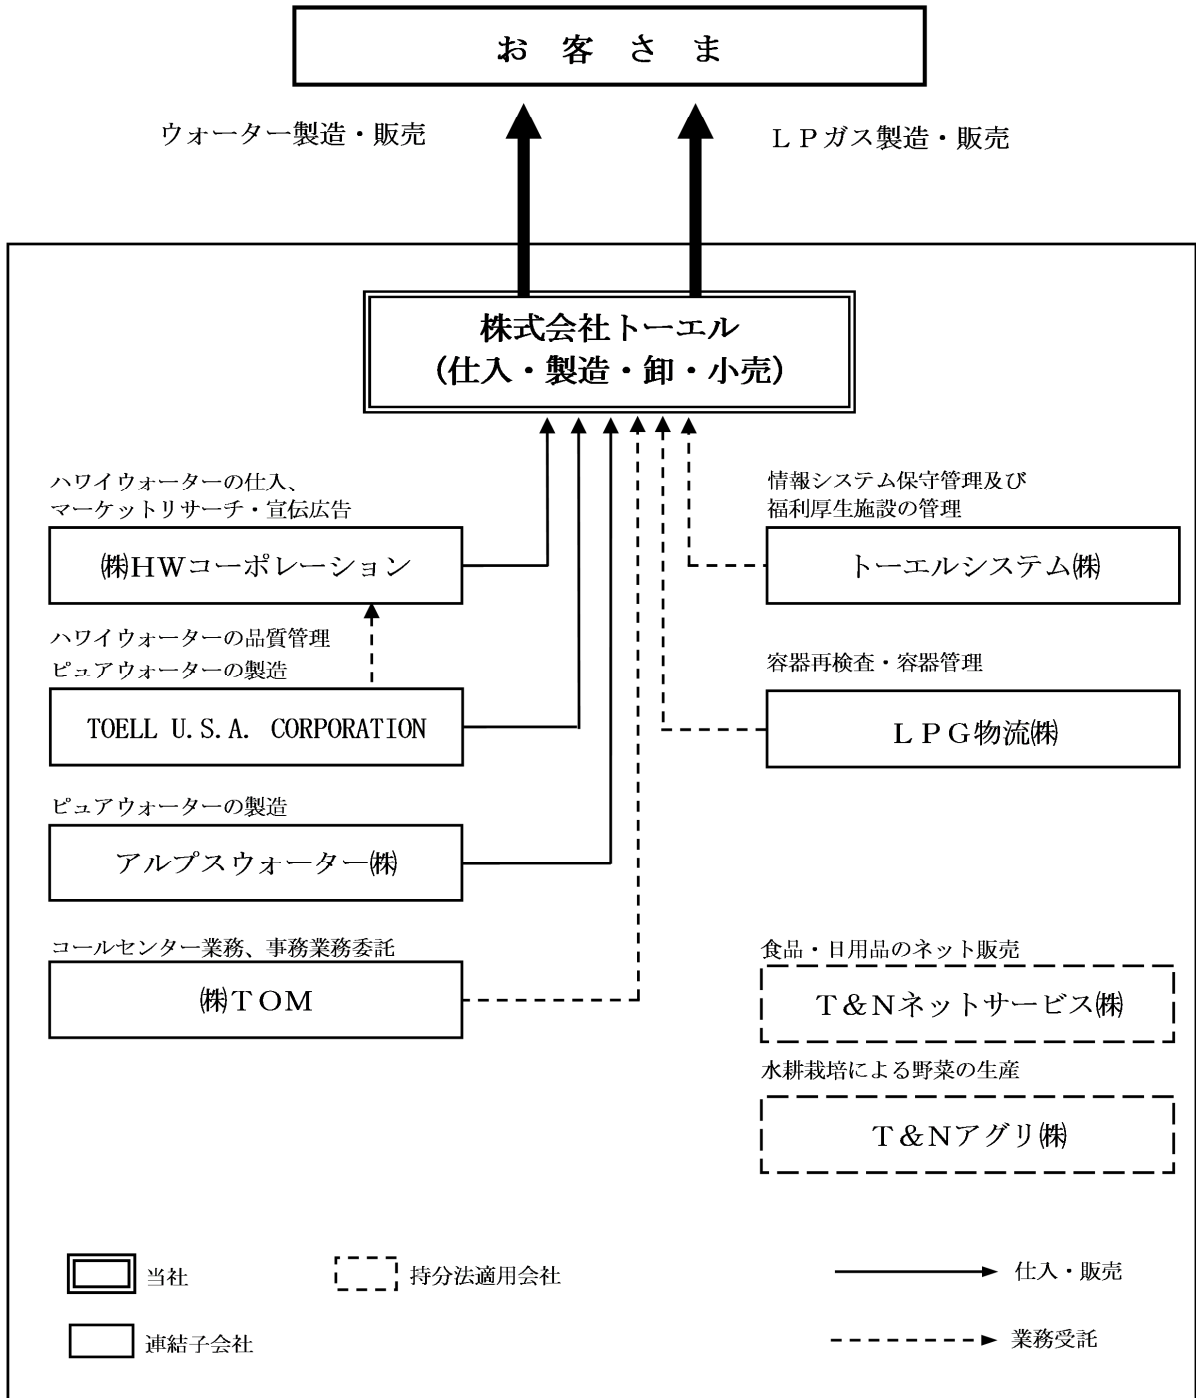 お 客 さ ま
ウォーター製造・販売
ＬＰガス製造・販売
株式会社トーエル
（仕入・製造・卸・小売）
ハワイウォーターの仕入、
マーケットリサーチ・宣伝広告
㈱ＨＷコーポレーション
ハワイウォーターの品質管理
ピュアウォーターの製造
TOELL U.S.A. CORPORATION
ピュアウォーターの製造
アルプスウォーター㈱
コールセンター業務、事務業務委託
㈱ＴＯＭ
情報システム保守管理及び
福利厚生施設の管理
トーエルシステム㈱
容器再検査・容器管理
ＬＰＧ物流㈱
食品・日用品のネット販売
Ｔ＆Ｎネットサービス㈱
水耕栽培による野菜の生産
Ｔ＆Ｎアグリ㈱
当社
持分法適用会社
仕入・販売
連結子会社
業務受託